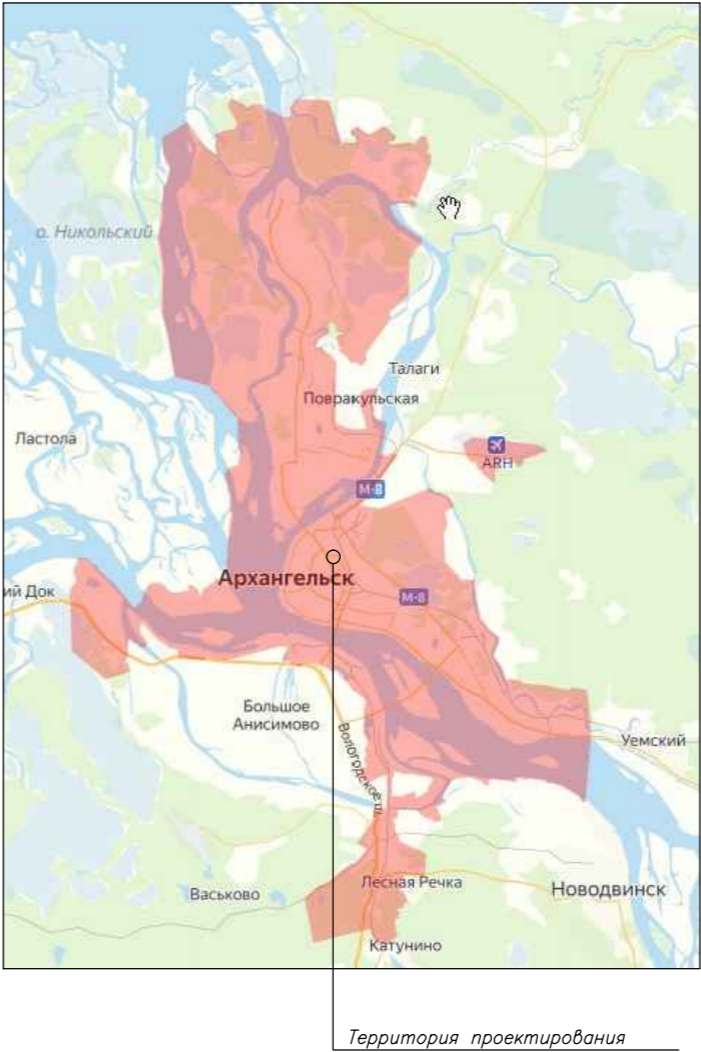 о. Никольский
Талаги
Повракульская
Ластола
ARH
М-8
Архангельск
ий Док
М-8
Большое
Анисимово
Вологодское ш.
Уемский
Лесная Речка
Васьково
Новодвинск
Катунино
Территория проектирования